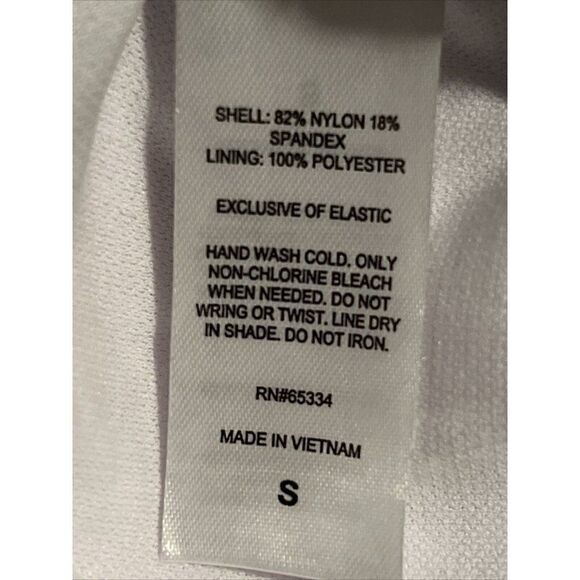 SHELL: 82% NYLON 18%
SPANDEX
LINING: 100% POLYESTER
EXCLUSIVE OF ELASTIC
HAND WASH COLD. ONLY
NON-CHLORINE BLEACH
WHEN NEEDED. DO NOT
WRING OR TWIST. LINE DRY
IN SHADE. DO NOT IRON.
RN#65334
MADE IN VIETNAM
S